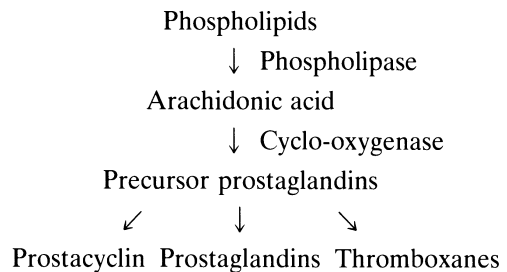 Phospholipids
↓ Phospholipase
Arachidonic acid
↓ Cyclo-oxygenase
Precursor prostaglandins
↙ ↓ ↘
Prostacyclin Prostaglandins Thromboxanes